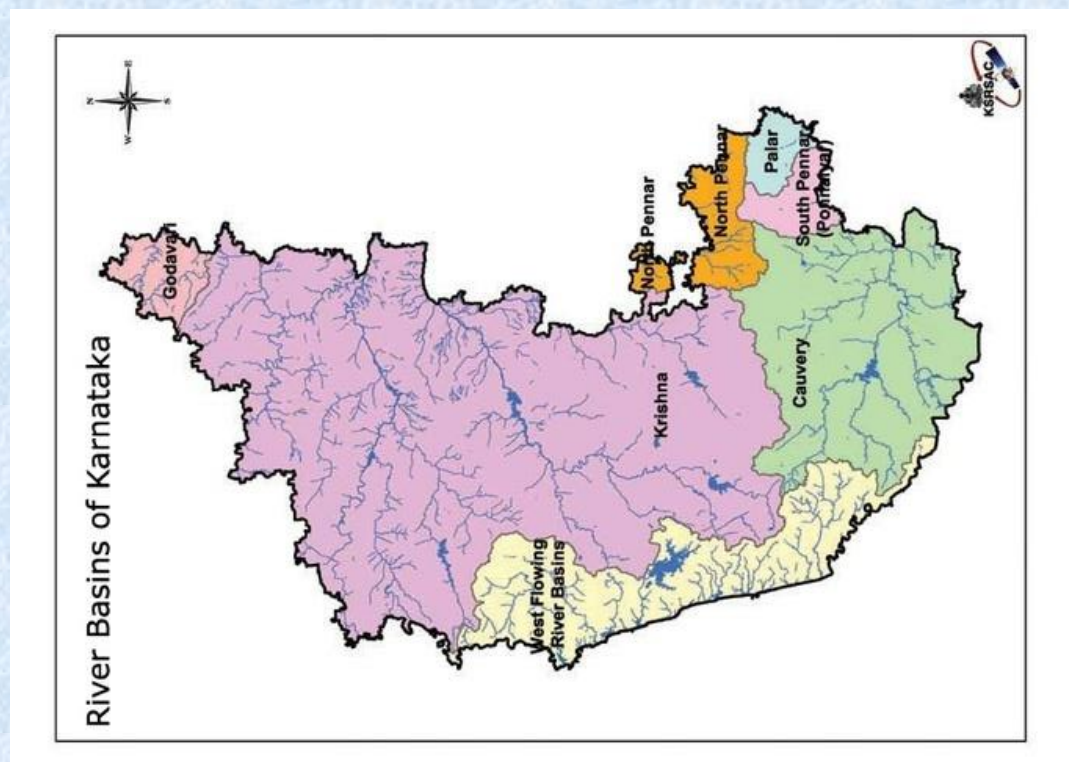 River Basins of Karnataka
N
E
S
W
KSRSAC
Godavari
Krishna
North Pennar
North Pennar
Palar
South Pennar
(Ponnaiyar)
Cauvery
West Flowing
River Basins